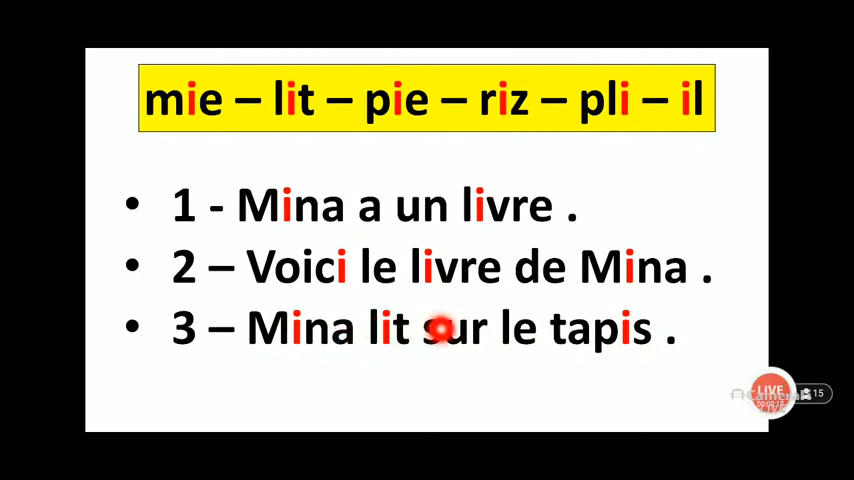 mie – lit – pie – riz – pli – il
• 1 - Mina a un livre .
• 2 – Voici le livre de Mina .
• 3 – Mina lit sur le tapis .
LIVE
15